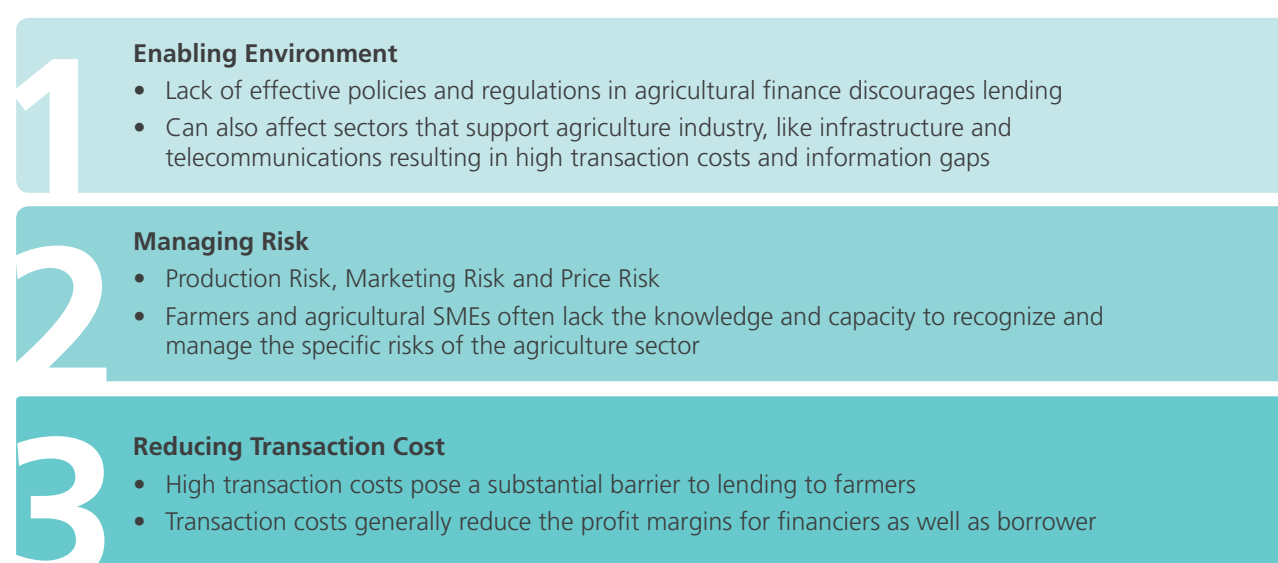 1
Enabling Environment
• Lack of effective policies and regulations in agricultural finance discourages lending
• Can also affect sectors that support agriculture industry, like infrastructure and
telecommunications resulting in high transaction costs and information gaps
2
Managing Risk
• Production Risk, Marketing Risk and Price Risk
• Farmers and agricultural SMEs often lack the knowledge and capacity to recognize and
manage the specific risks of the agriculture sector
3
Reducing Transaction Cost
• High transaction costs pose a substantial barrier to lending to farmers
• Transaction costs generally reduce the profit margins for financiers as well as borrower